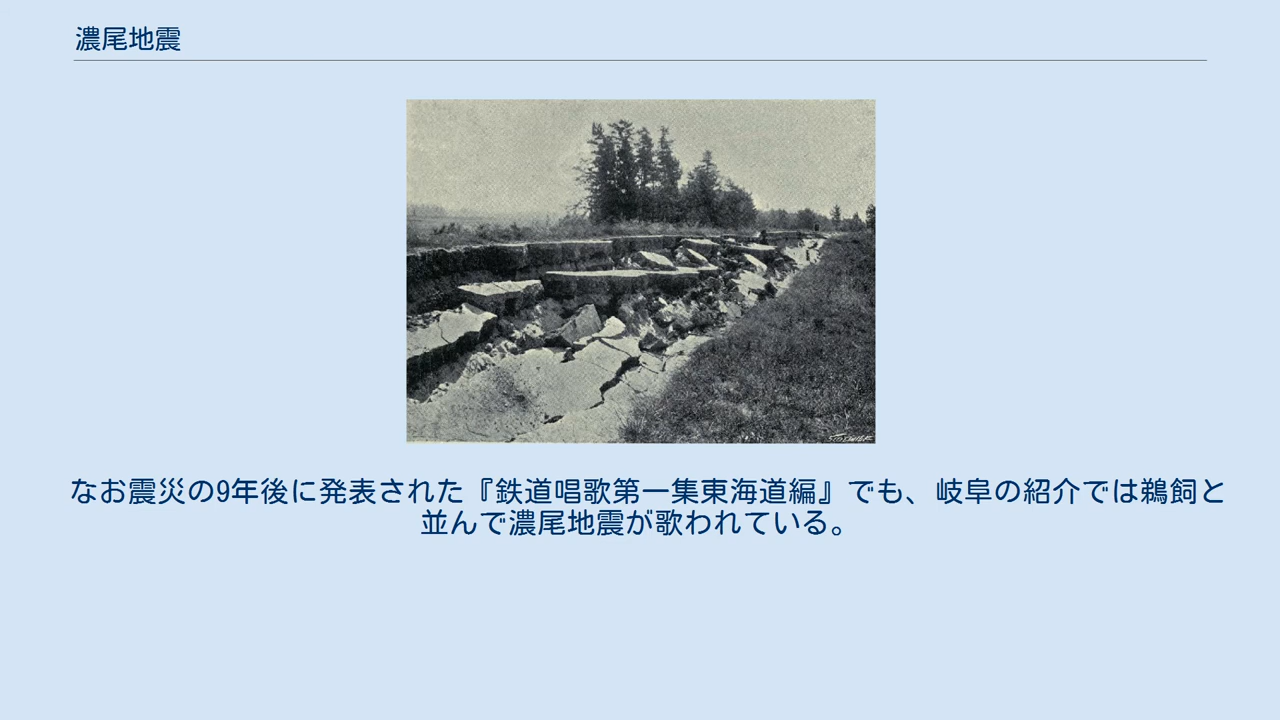 濃尾地震
なお震災の9年後に発表された『鉄道唱歌第一集東海道編』でも、岐阜の紹介では鵜飼と
並んで濃尾地震が歌われている。